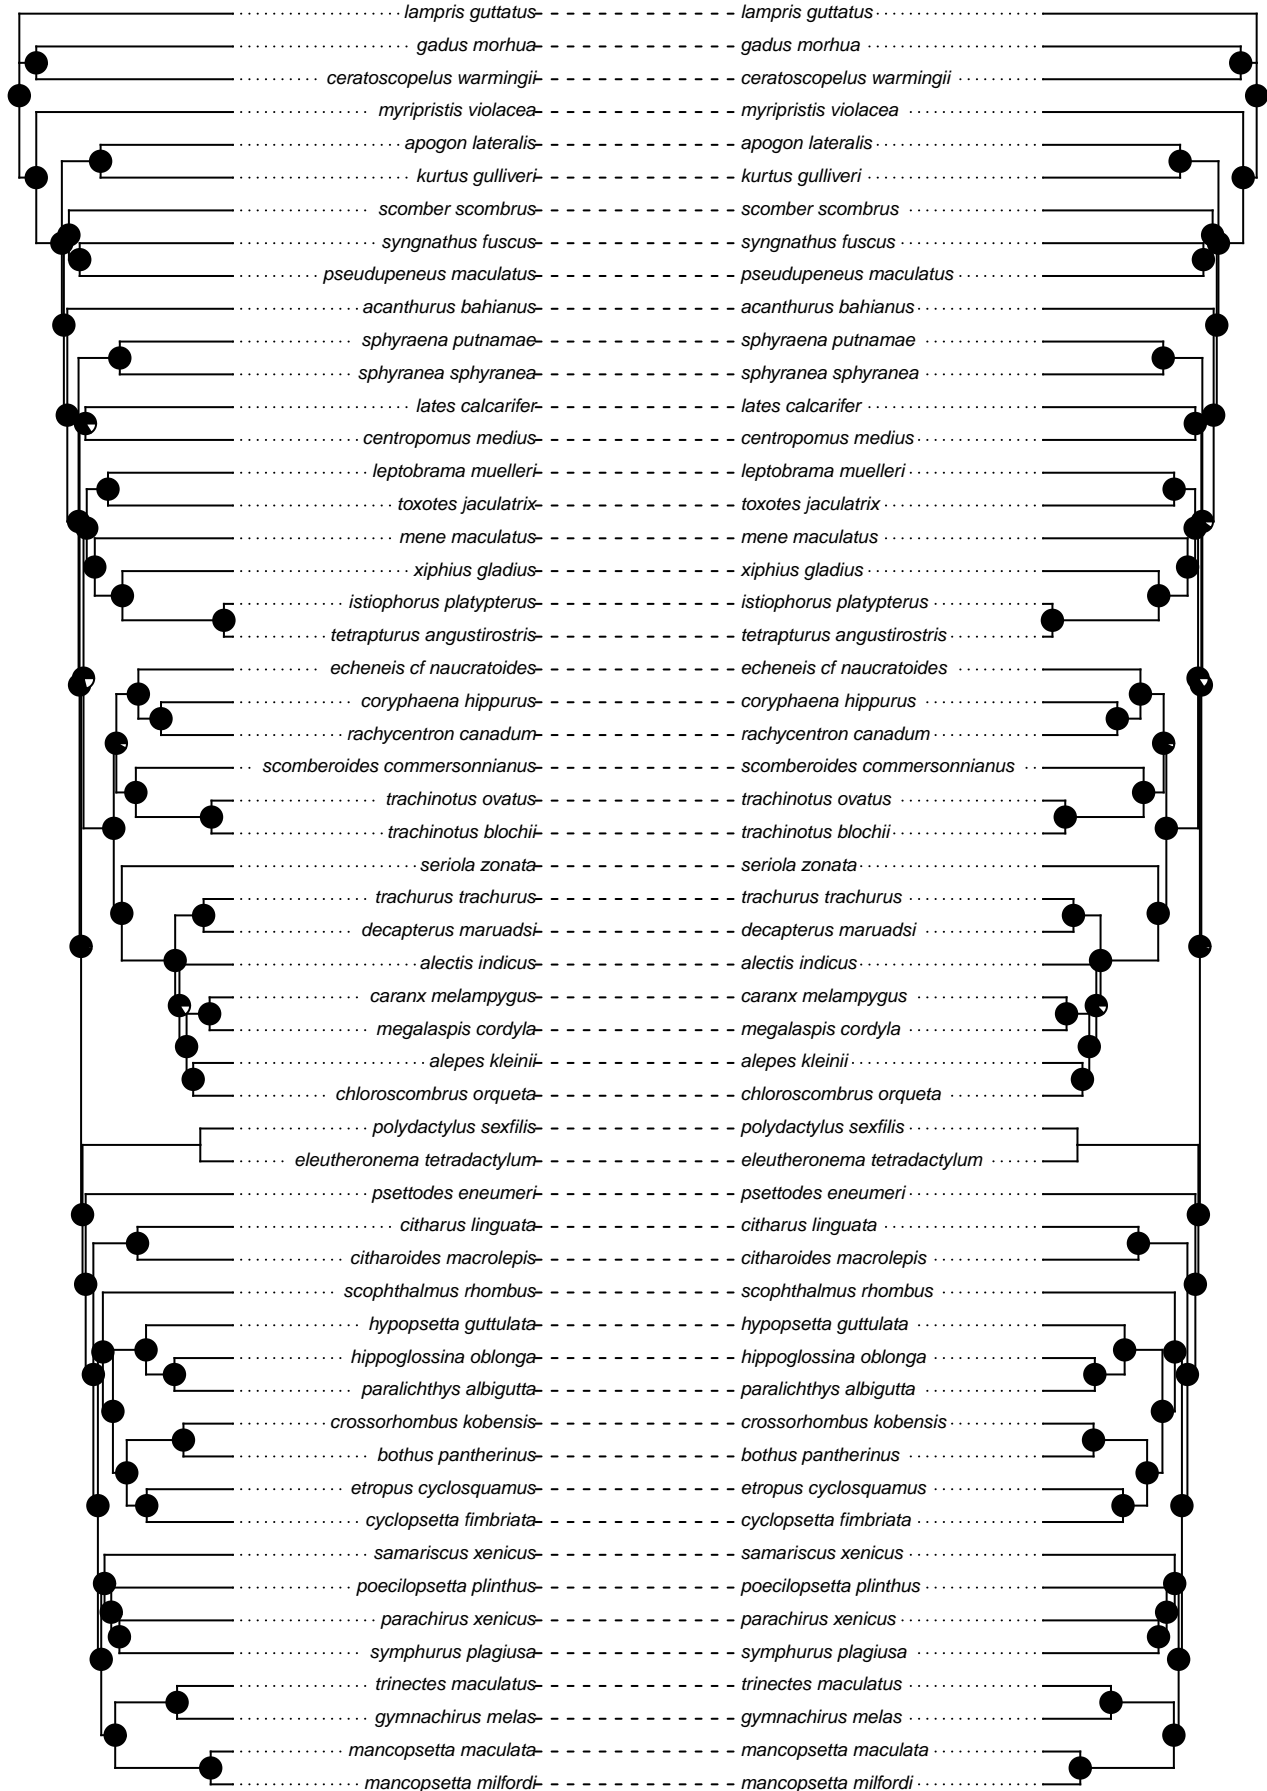 lampris guttatus lampris guttatus
gadus morhua gadus morhua
ceratoscopelus warmingii ceratoscopelus warmingii
myripristis violacea myripristis violacea
apogon lateralis apogon lateralis
kurtus gulliveri kurtus gulliveri
scomber scombrus scomber scombrus
syngnathus fuscus syngnathus fuscus
pseudupeneus maculatus pseudupeneus maculatus
acanthurus bahianus acanthurus bahianus
sphyraena putnamae sphyraena putnamae
sphyranea sphyranea sphyranea sphyranea
lates calcarifer lates calcarifer
centropomus medius centropomus medius
leptobrama muelleri leptobrama muelleri
toxotes jaculatrix toxotes jaculatrix
mene maculatus mene maculatus
xiphius gladius xiphius gladius
istiophorus platypterus istiophorus platypterus
tetrapturus angustirostris tetrapturus angustirostris
echeneis cf naucratoides echeneis cf naucratoides
coryphaena hippurus coryphaena hippurus
rachycentron canadum rachycentron canadum
scomberoides commersonnianus scomberoides commersonnianus
trachinotus ovatus trachinotus ovatus
trachinotus blochii trachinotus blochii
seriola zonata seriola zonata
trachurus trachurus trachurus trachurus
decapterus maruadsi decapterus maruadsi
alectis indicus alectis indicus
caranx melampygus caranx melampygus
megalaspis cordyla megalaspis cordyla
alepes kleinii alepes kleinii
chloroscombrus orqueta chloroscombrus orqueta
polydactylus sexfilis polydactylus sexfilis
eleutheronema tetradactylum eleutheronema tetradactylum
psettodes eneumeri psettodes eneumeri
citharus linguata citharus linguata
citharoides macrolepis citharoides macrolepis
scophthalmus rhombus scophthalmus rhombus
hypopsetta guttulata hypopsetta guttulata
hippoglossina oblonga hippoglossina oblonga
paralichthys albigutta paralichthys albigutta
crossorhombus kobensis crossorhombus kobensis
bothus pantherinus bothus pantherinus
etropus cyclosquamus etropus cyclosquamus
cyclopsetta fimbriata cyclopsetta fimbriata
samariscus xenicus samariscus xenicus
poecilopsetta plinthus poecilopsetta plinthus
parachirus xenicus parachirus xenicus
symphurus plagiusa symphurus plagiusa
trinectes maculatus trinectes maculatus
gymnachirus melas gymnachirus melas
mancopsetta maculata mancopsetta maculata
mancopsetta milfordi mancopsetta milfordi